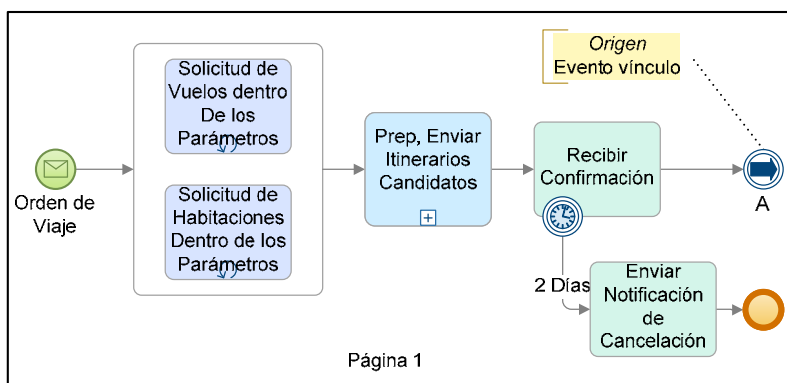 Origen
Evento vínculo
Solicitud de
Vuelos dentro
De los
Parámetros
Solicitud de
Habitaciones
Dentro de los
Parámetros
Orden de
Viaje
Prep, Enviar
Itinerarios
Candidatos
Recibir
Confirmación
A
2 Días
Enviar
Notificación
de
Cancelación
Página 1